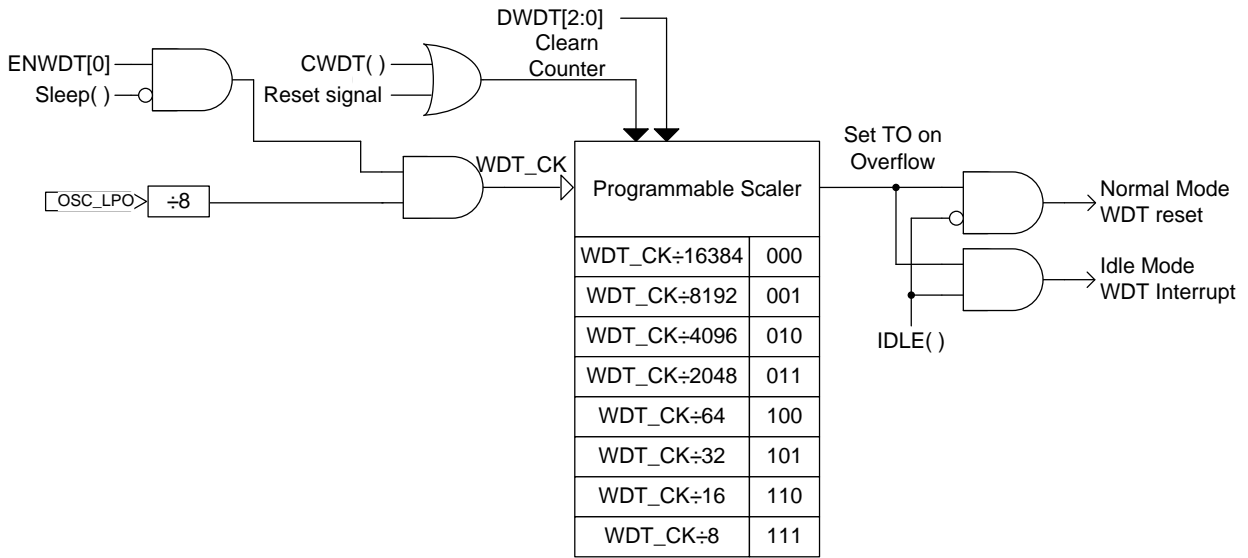 DWDT[2:0]
Clearn
Counter
ENWDT[0]
Sleep( )
CWDT( )
Reset signal
WDT_CK
OSC_LPO
÷8
Programmable Scaler
WDT_CK÷16384 000
WDT_CK÷8192 001
WDT_CK÷4096 010
WDT_CK÷2048 011
WDT_CK÷64 100
WDT_CK÷32 101
WDT_CK÷16 110
WDT_CK÷8 111
Set TO on
Overflow
Normal Mode
WDT reset
Idle Mode
WDT Interrupt
IDLE( )